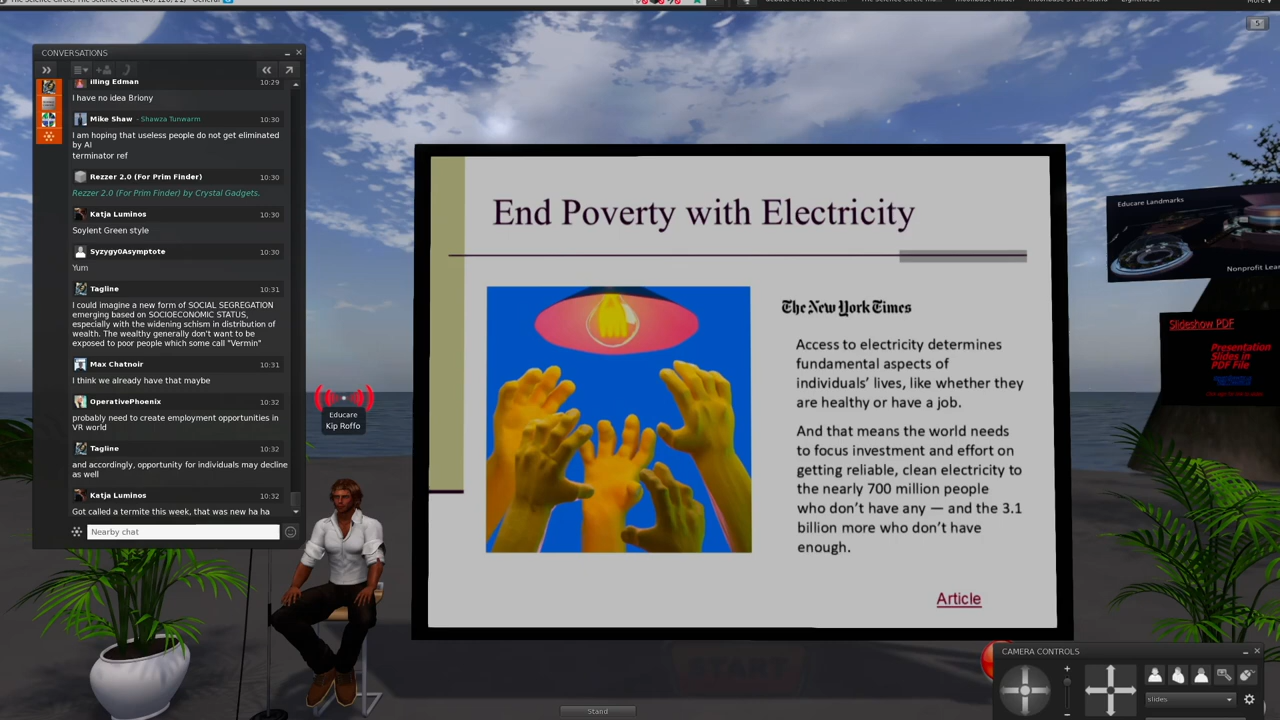 CONVERSATIONS
illing Edman 10:29
I have no idea Briony
Mike Shaw - Shawza Tunwarm 10:30
I am hoping that useless people do not get eliminated
by AI
terminator ref
Rezzer 2.0 (For Prim Finder) 10:30
Rezzer 2.0 (For Prim Finder) by Crystal Gadgets.
Katja Luminos 10:30
Soylent Green style
Syzygy0Asymptote 10:30
Yum
Tagline 10:31
I could imagine a new form of SOCIAL SEGREGATION
emerging based on SOCIOECONOMIC STATUS,
especially with the widening schism in distribution of
wealth. The wealthy generally don't want to be
exposed to poor people which some call "Vermin"
Max Chatnoir 10:31
I think we already have that maybe
OperativePhoenix 10:32
probably need to create employment opportunities in
VR world
Tagline 10:32
and accordingly, opportunity for individuals may decline
as well
Katja Luminos 10:32
Got called a termite this week, that was new ha ha
Nearby chat
Educare
Kip Roffo
End Poverty with Electricity
The New York Times
Access to electricity determines
fundamental aspects of
individuals' lives, like whether they
are healthy or have a job.
And that means the world needs
to focus investment and effort on
getting reliable, clean electricity to
the nearly 700 million people
who don't have any — and the 3.1
billion more who don't have
enough.
Article
Educare Landmarks
Nonprofit Lea
Slideshow PDF
Presentation
Slides in
PDF File
START
CAMERA CONTROLS
slides
Stand